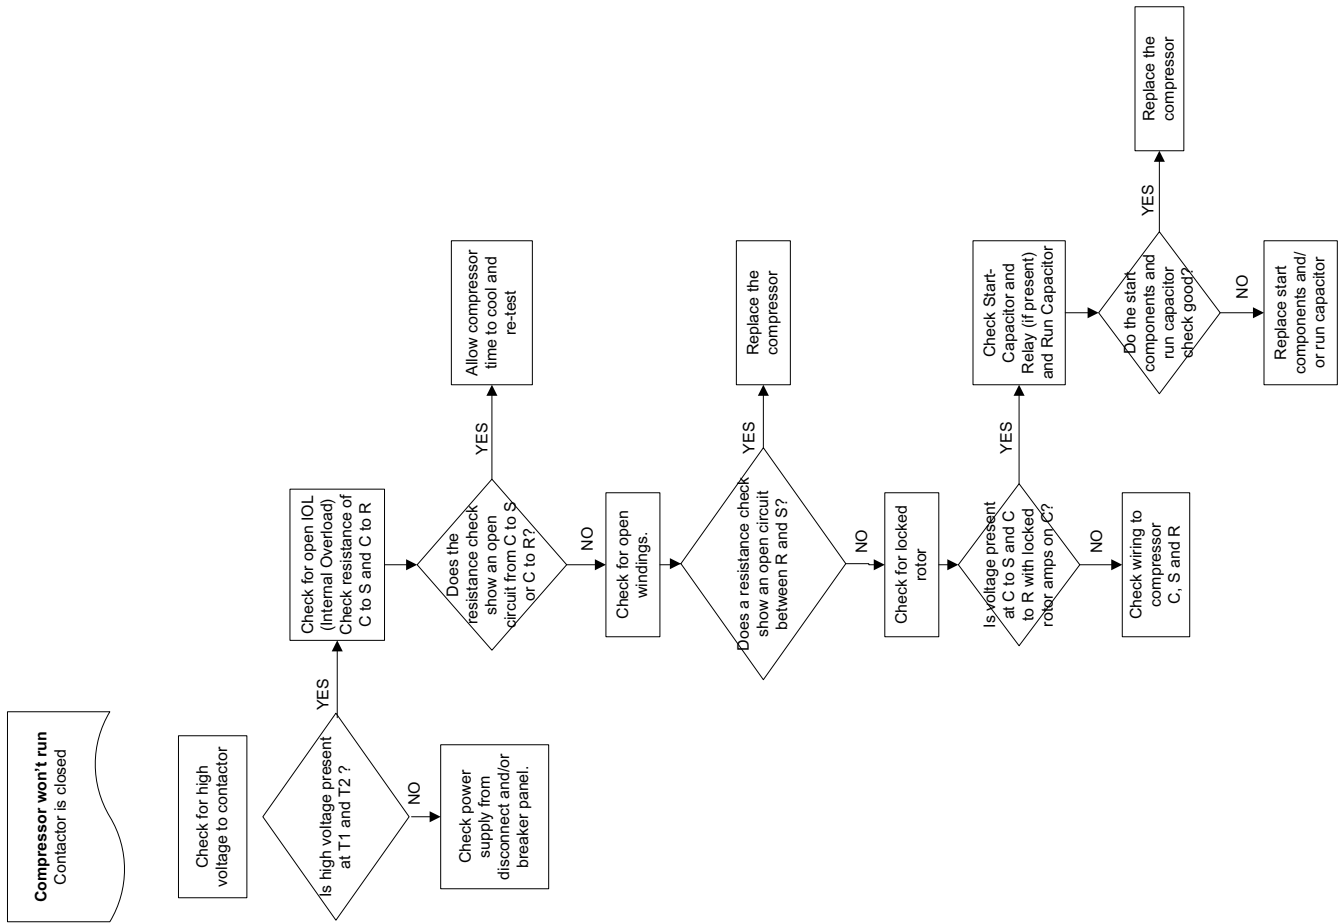 Compressor won't run
Contactor is closed
Check for high
voltage to contactor
Is high voltage present
at T1 and T2 ?
YES
NO
Check power
supply from
disconnect and/or
breaker panel.
Check for open IOL
(Internal Overload)
Check resistance of
C to S and C to R
Does the
resistance check
show an open
circuit from C to S
or C to R?
YES
Allow compressor
time to cool and
re-test
NO
Check for open
windings.
Does a resistance check
show an open circuit
between R and S?
YES
Replace the
compressor
NO
Check for locked
rotor
Is voltage present
at C to S and C
to R with locked
rotor amps on C?
NO
Check wiring to
compressor
C, S and R
YES
Check Start-
Capacitor and
Relay (if present)
and Run Capacitor
Do the start
components and
run capacitor
check good?
YES
Replace the
compressor
NO
Replace start
components and/
or run capacitor